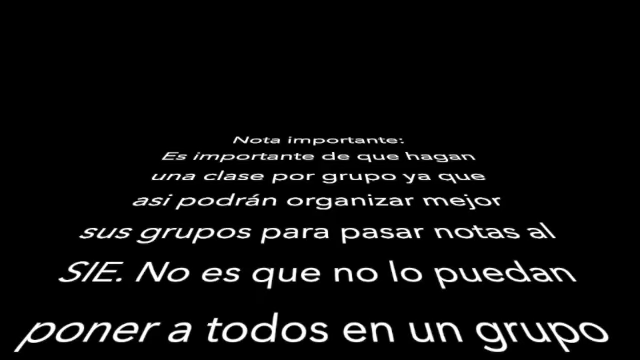 Nota importante:
Es importante de que hagan
una clase por grupo ya que
asi podrán organizar mejor
sus grupos para pasar notas al
SIE. No es que no lo puedan
poner a todos en un grupo